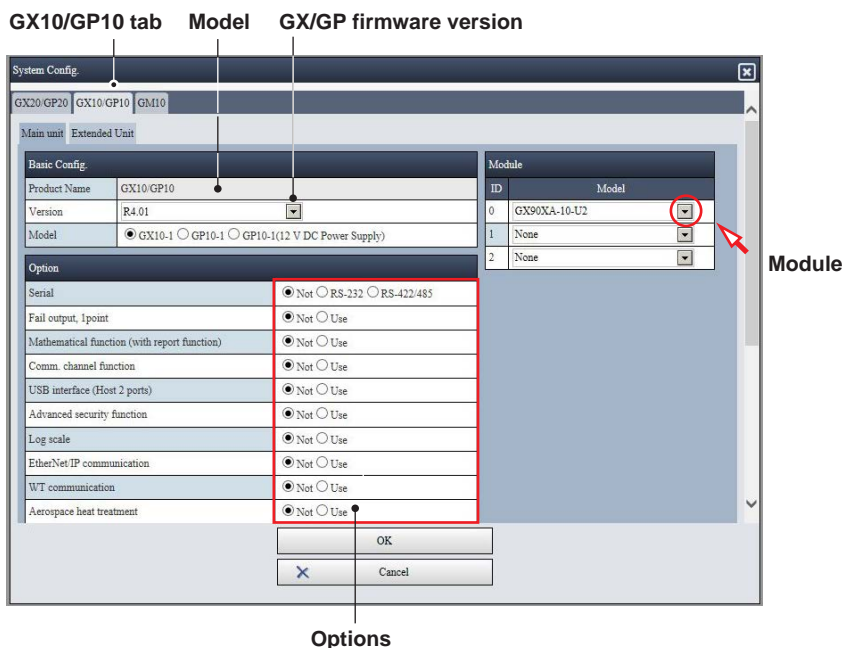 GX10/GP10 tab Model GX/GP firmware version
System Config.
GX20/GP20 GX10/GP10 GM10
Main unit Extended Unit
Basic Config.
Product Name GX10/GP10
Version R4.01
Model GX10-1 GP10-1 GP10-1(12 V DC Power Supply)
Module
ID Model
0 GX90XA-10-U2
1 None
2 None
Module
Option
Serial Not RS-232 RS-422/485
Fail output, 1point Not Use
Mathematical function (with report function) Not Use
Comm. channel function Not Use
USB interface (Host 2 ports) Not Use
Advanced security function Not Use
Log scale Not Use
EtherNet/IP communication Not Use
WT communication Not Use
Aerospace heat treatment Not Use
OK
Cancel
Options